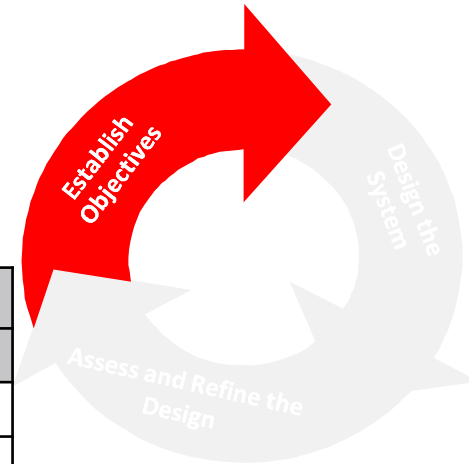 Establish
Objectives
Design the
System
Assess and Refine the
Design